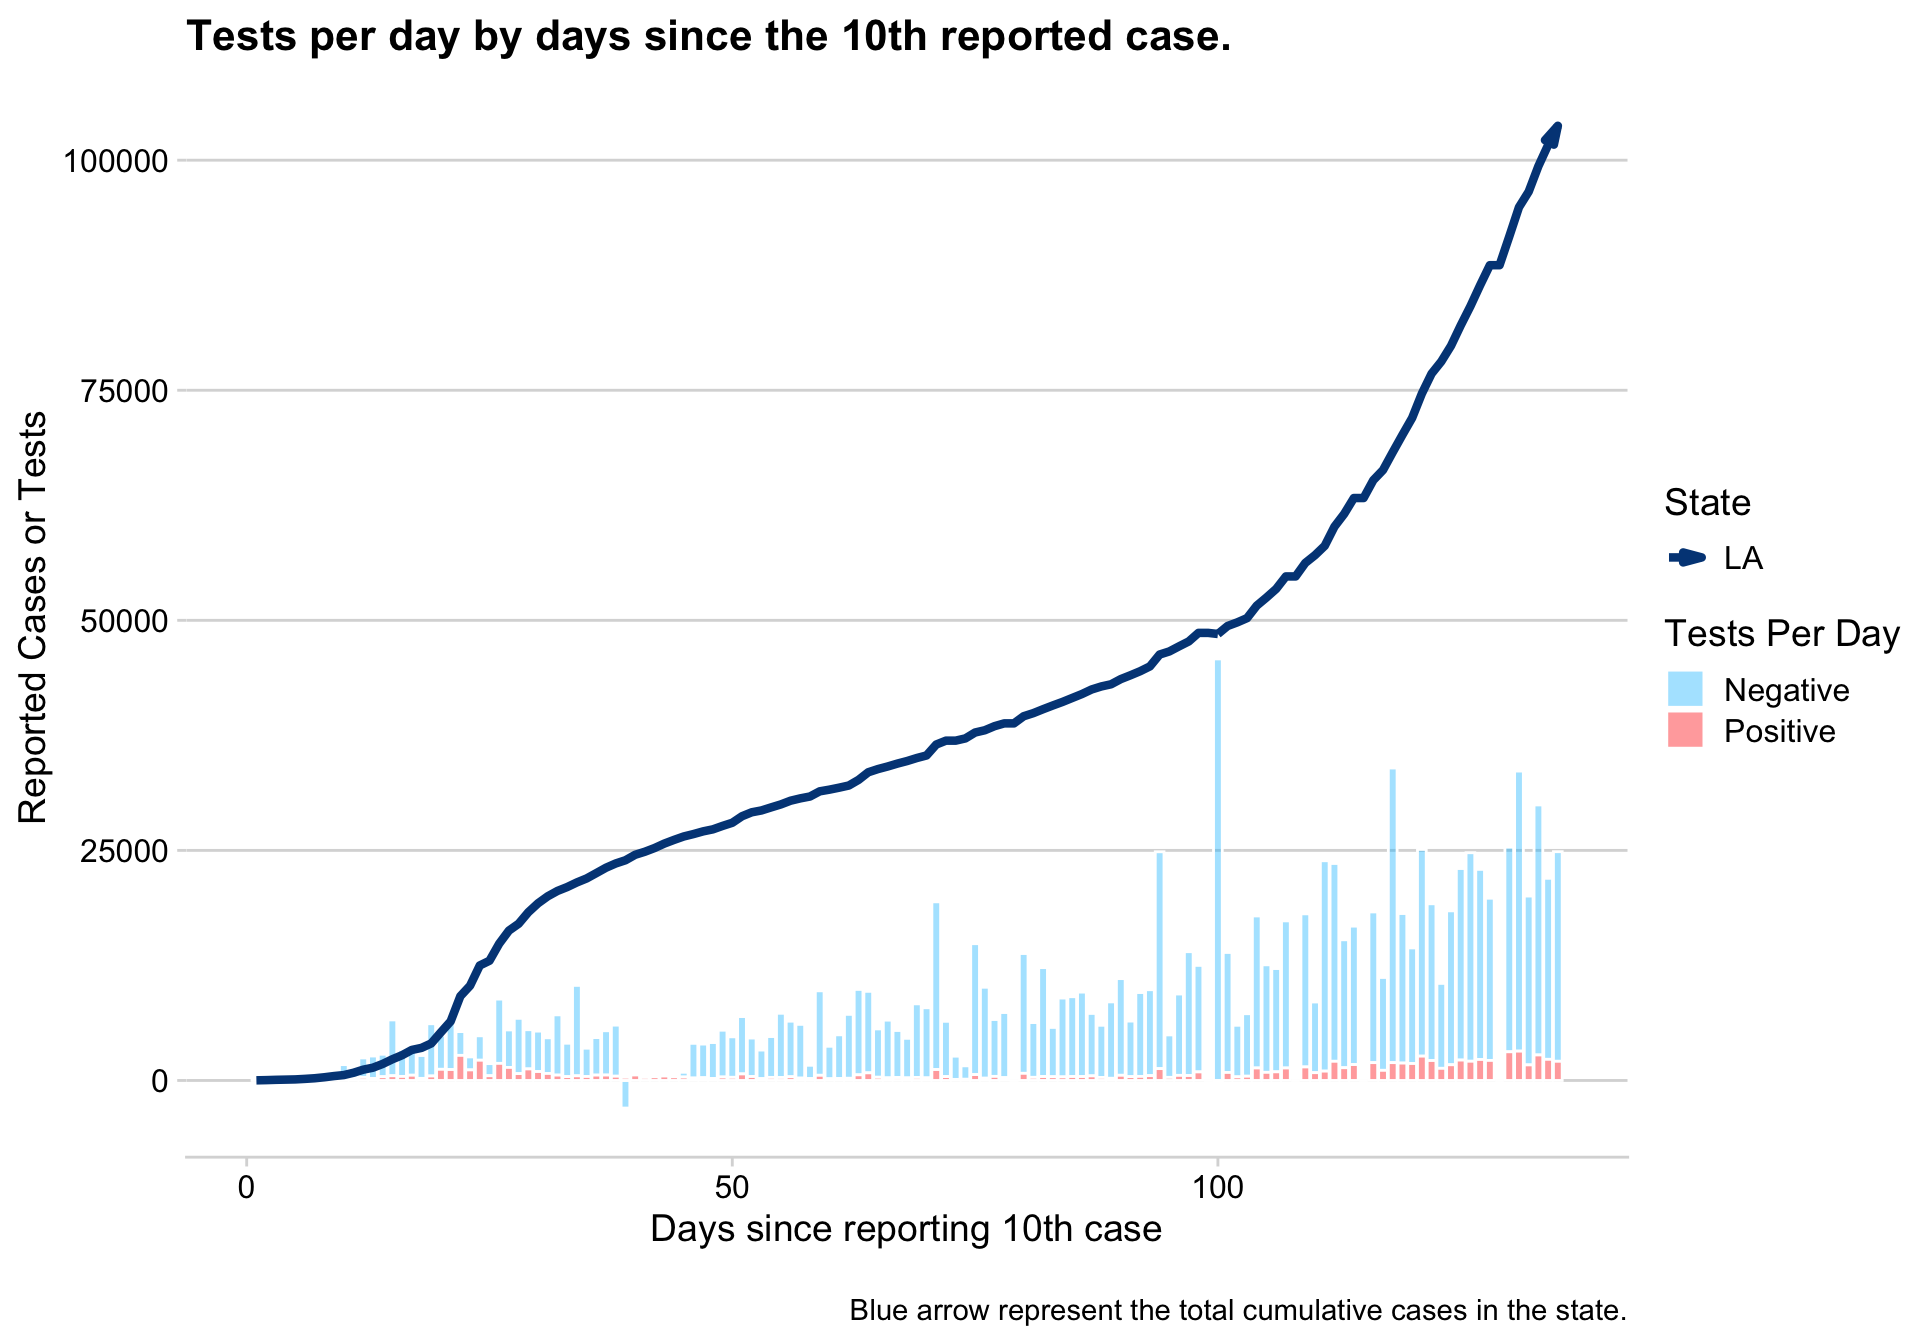 Tests per day by days since the 10th reported case.
100000
75000
50000
25000
0
Reported Cases or Tests
0 50 100
Days since reporting 10th case
State
LA
Tests Per Day
Negative
Positive
Blue arrow represent the total cumulative cases in the state.